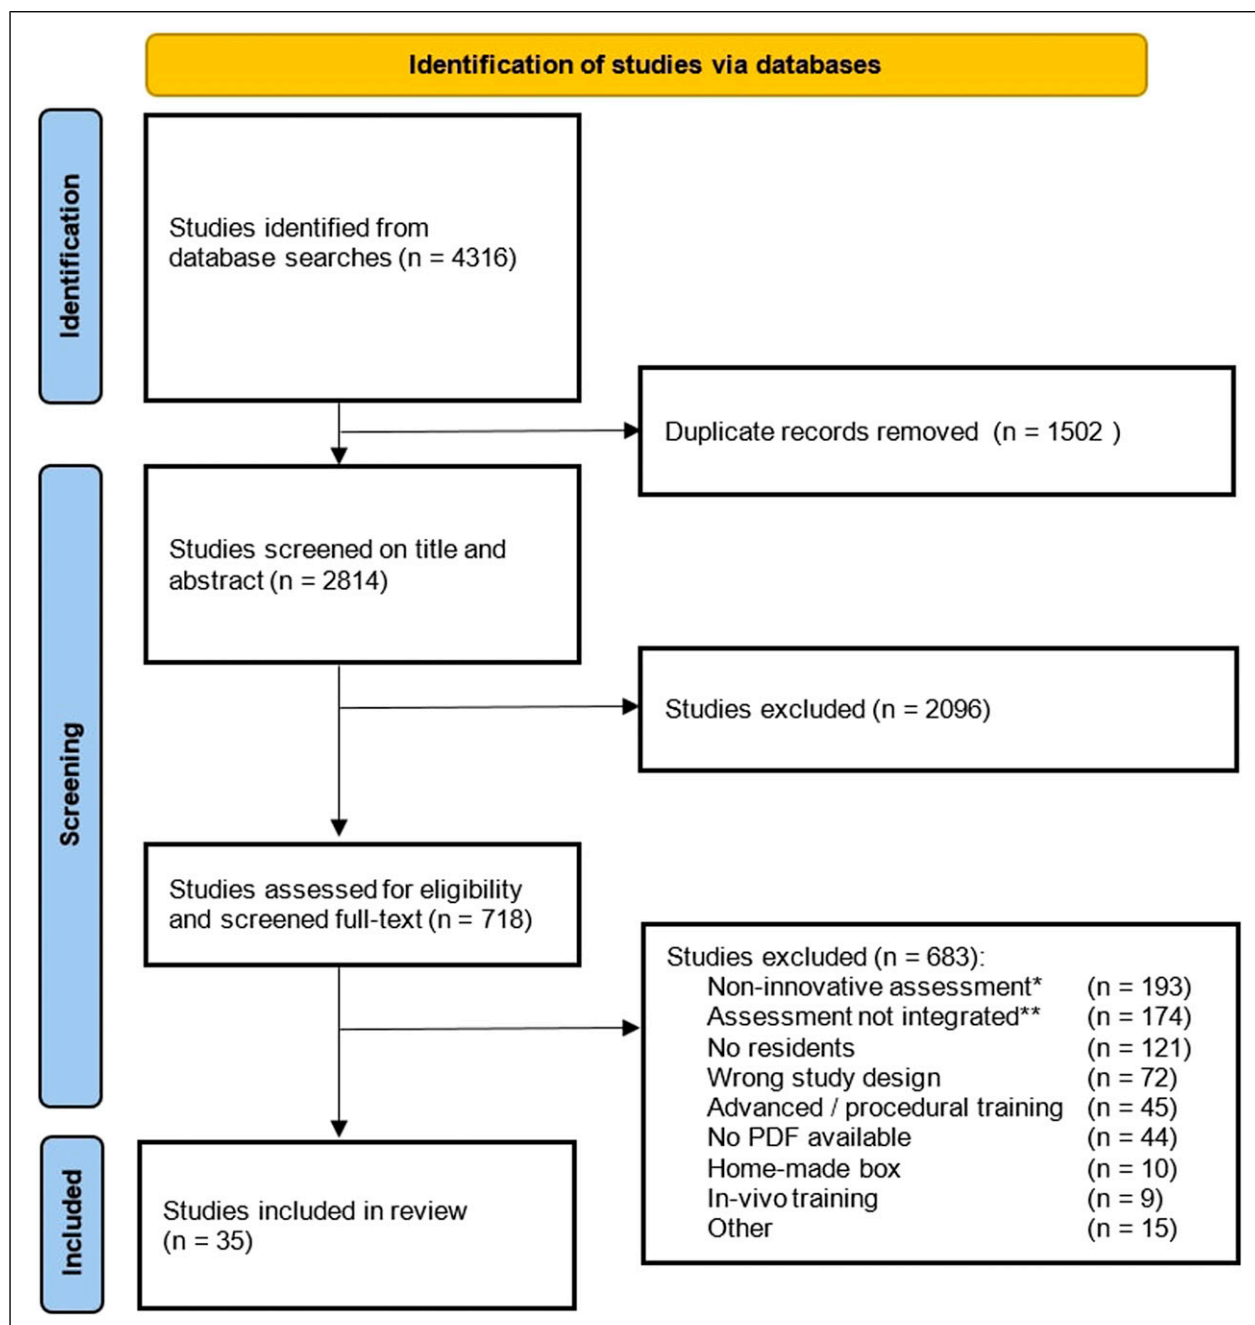 Identification of studies via databases
Identification
Studies identified from
database searches (n = 4316)
Duplicate records removed (n = 1502 )
Screening
Studies screened on title and
abstract (n = 2814)
Studies excluded (n = 2096)
Studies assessed for eligibility
and screened full-text (n = 718)
Studies excluded (n = 683):
Non-innovative assessment* (n = 193)
Assessment not integrated** (n = 174)
No residents (n = 121)
Wrong study design (n = 72)
Advanced / procedural training (n = 45)
No PDF available (n = 44)
Home-made box (n = 10)
In-vivo training (n = 9)
Other (n = 15)
Included
Studies included in review
(n = 35)